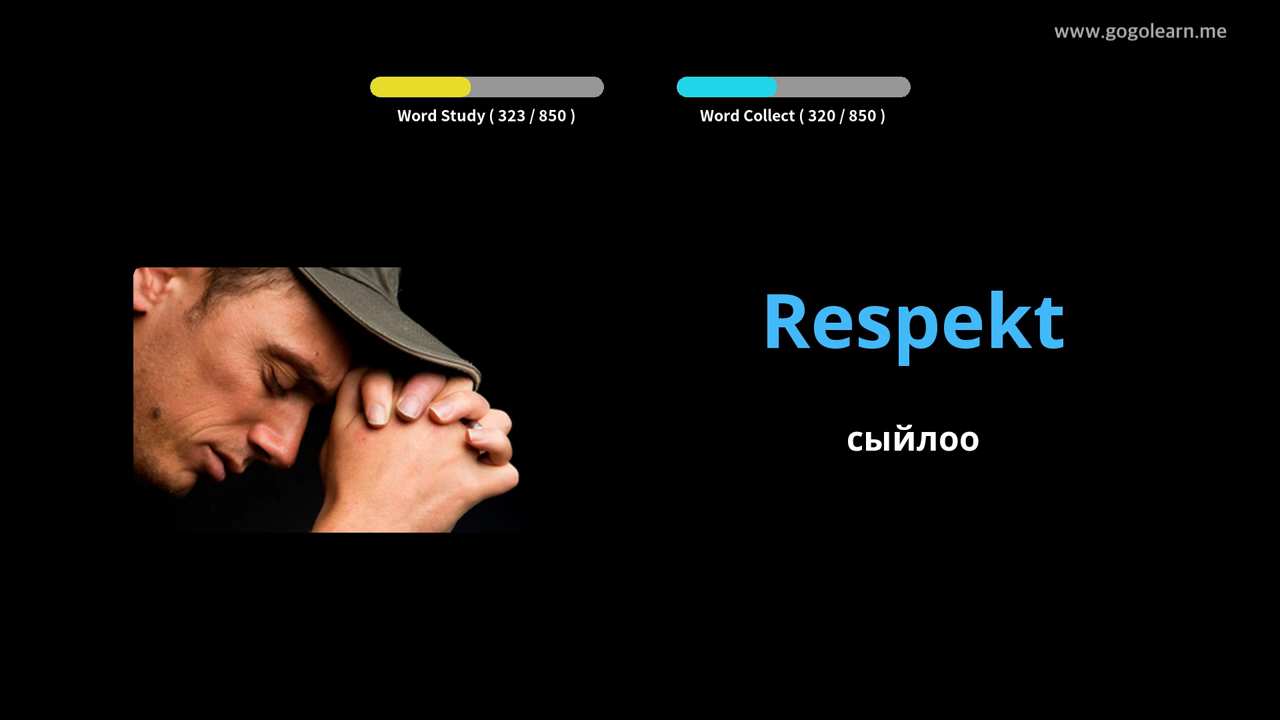 www.gogolearn.me
Word Study ( 323 / 850 )
Word Collect ( 320 / 850 )
Respekt
сыйлоо